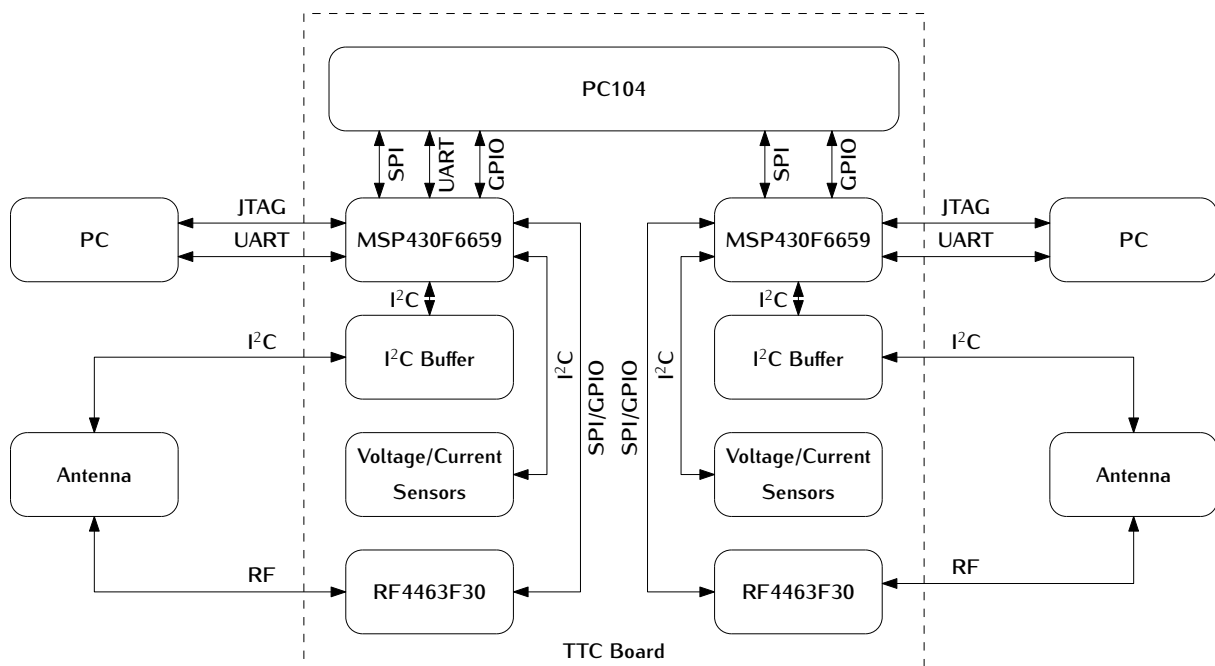 PC104
SPI
UART
GPIO
SPI
GPIO
PC
JTAG
UART
MSP430F6659
MSP430F6659
JTAG
UART
PC
I²C
I²C
I²C
I²C Buffer
I²C
SPI/GPIO
SPI/GPIO
I²C
I²C Buffer
I²C
Antenna
Voltage/Current
Sensors
Voltage/Current
Sensors
Antenna
RF
RF4463F30
RF4463F30
RF
TTC Board